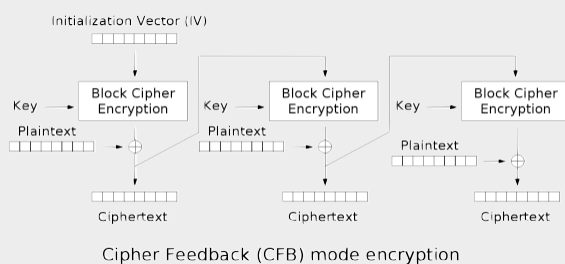 Initialization Vector (IV)
Block Cipher
Encryption
Key
Plaintext
Ciphertext
Block Cipher
Encryption
Key
Plaintext
Ciphertext
Block Cipher
Encryption
Key
Plaintext
Ciphertext
Cipher Feedback (CFB) mode encryption